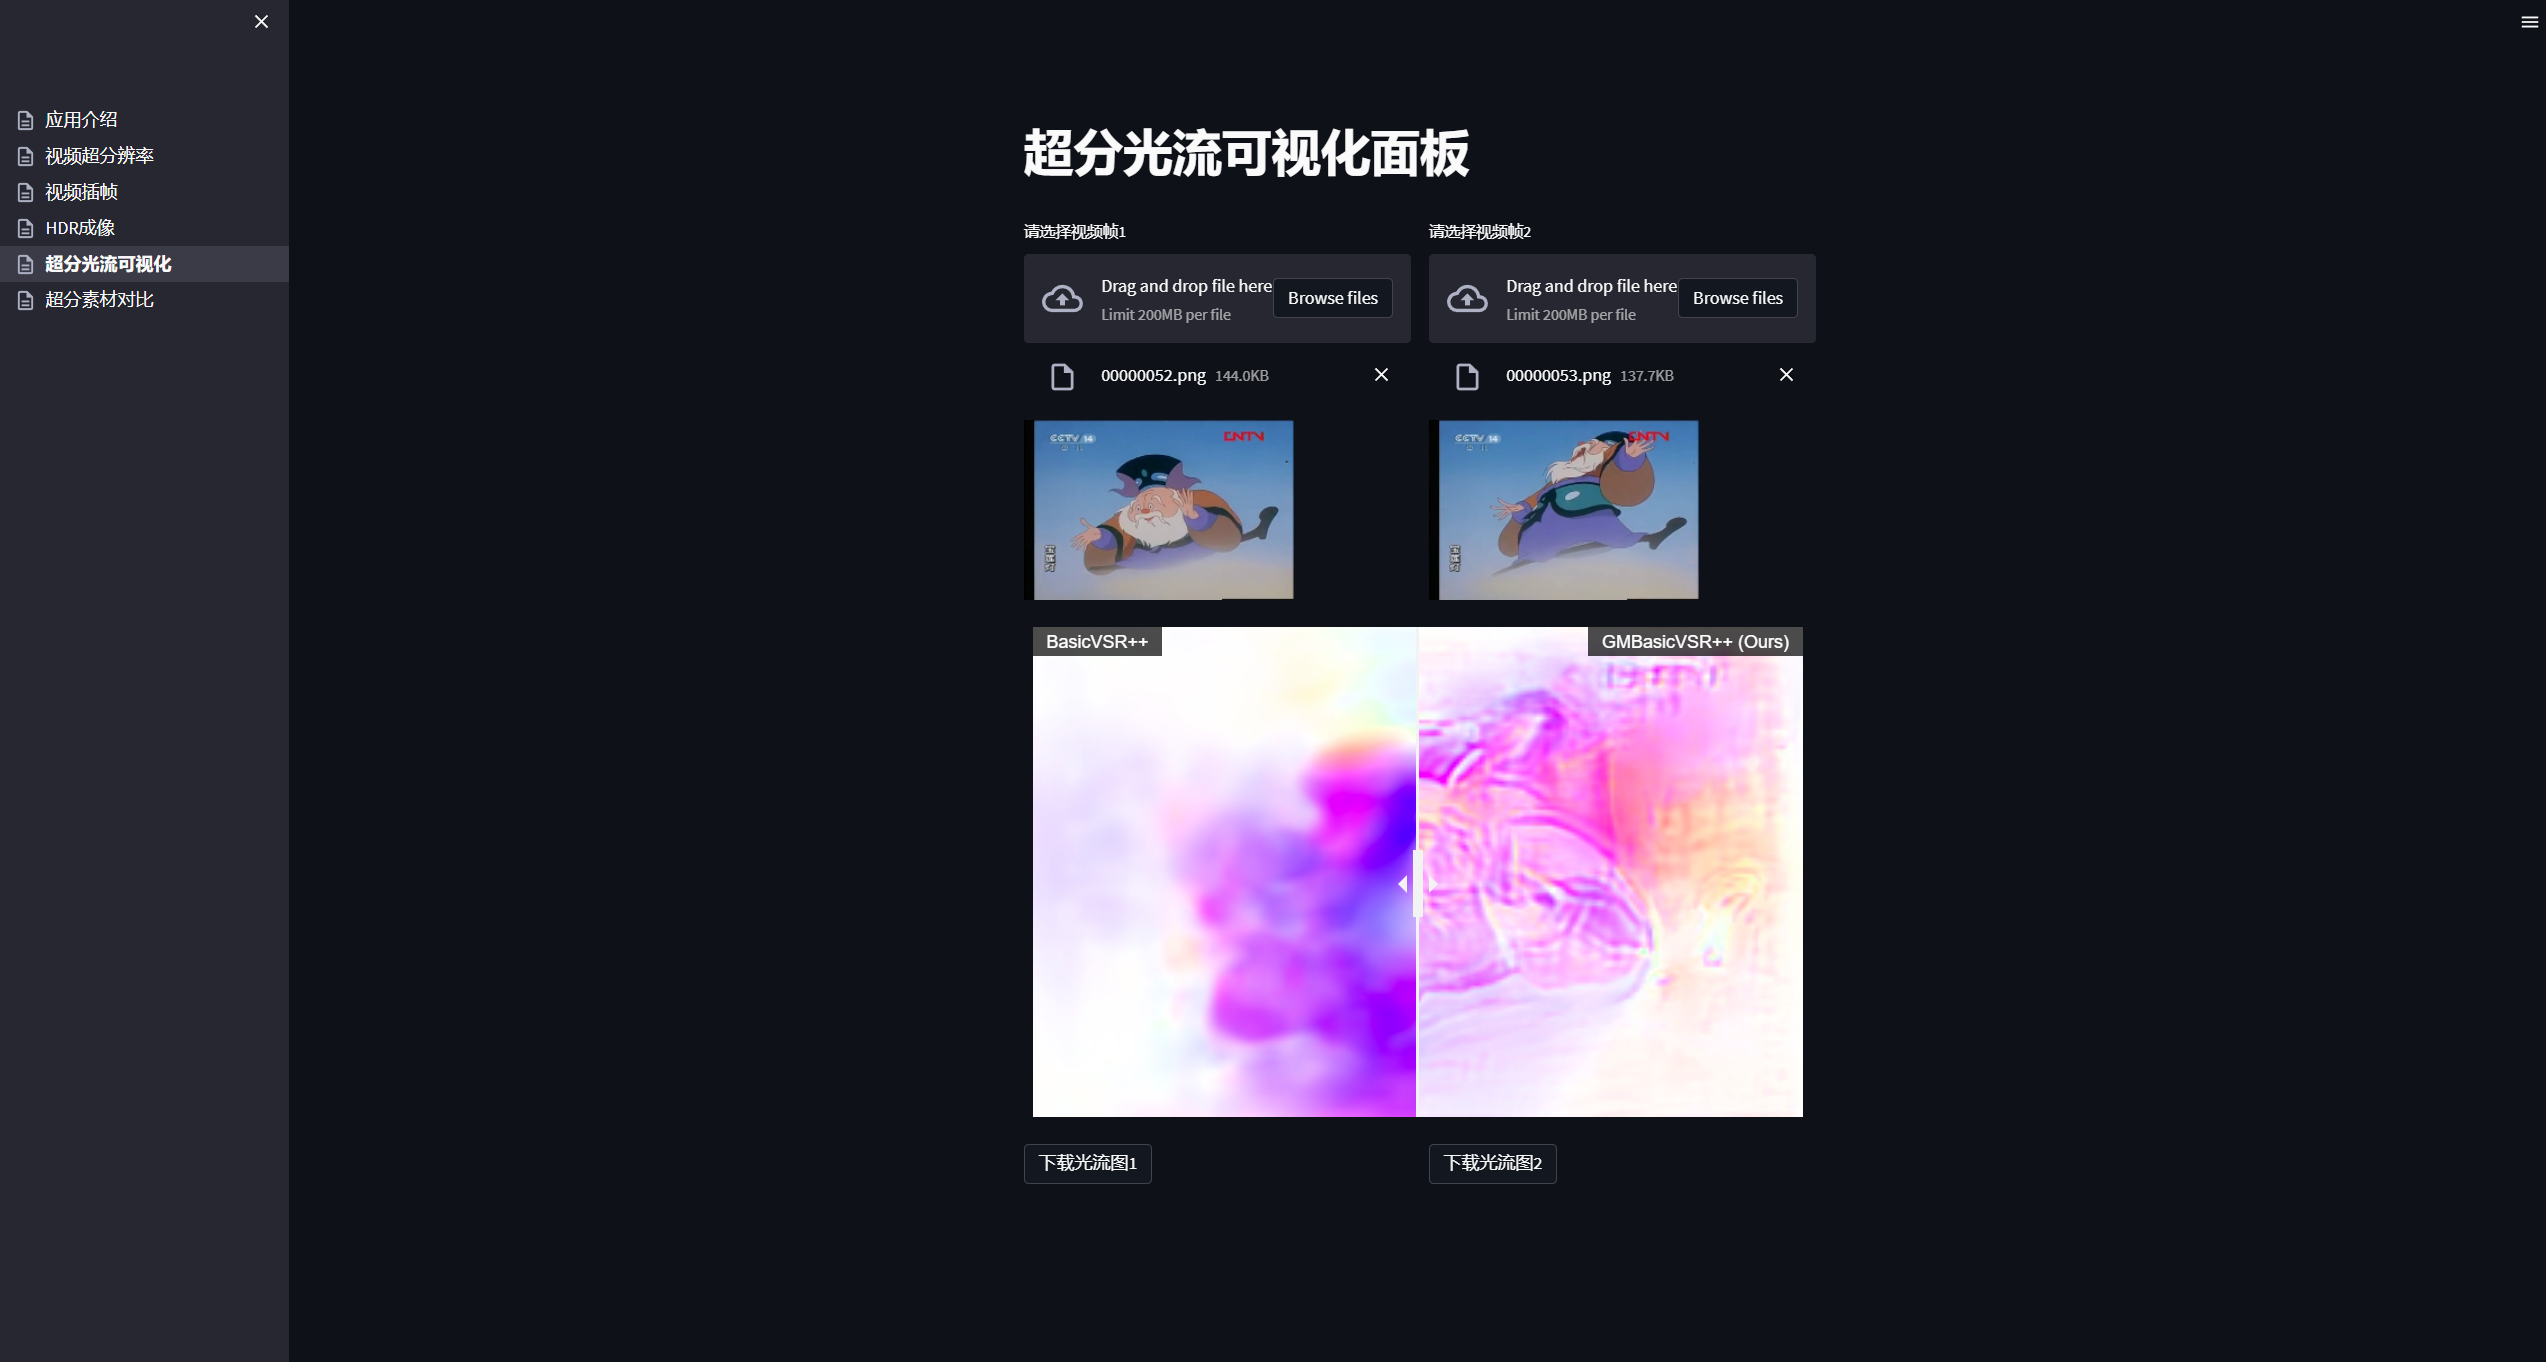 应用介绍
视频超分辨率
视频插帧
HDR成像
超分光流可视化
超分素材对比
超分光流可视化面板
请选择视频帧1
Drag and drop file here
Limit 200MB per file
Browse files
00000052.png 144.0KB
请选择视频帧2
Drag and drop file here
Limit 200MB per file
Browse files
00000053.png 137.7KB
CCTV 14
CNTV
CCTV 14
CNTV
BasicVSR++
GMBasicVSR++ (Ours)
下载光流图1
下载光流图2